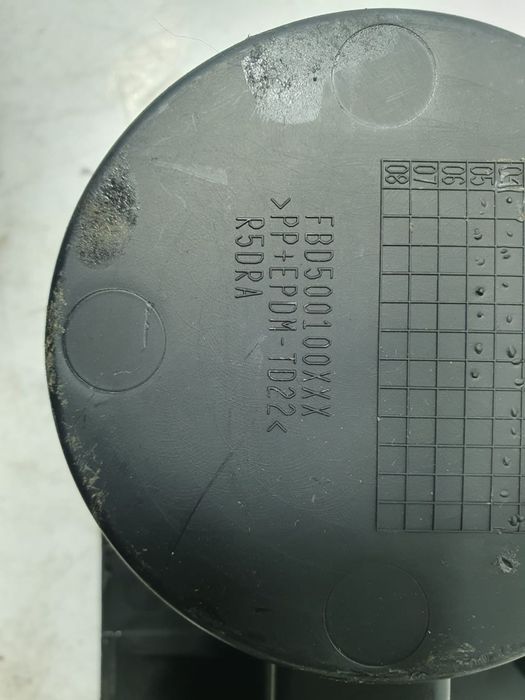 FBD500100XXX
>PP+EPDM-TD22<
R5DRA
04
05
06
07
08